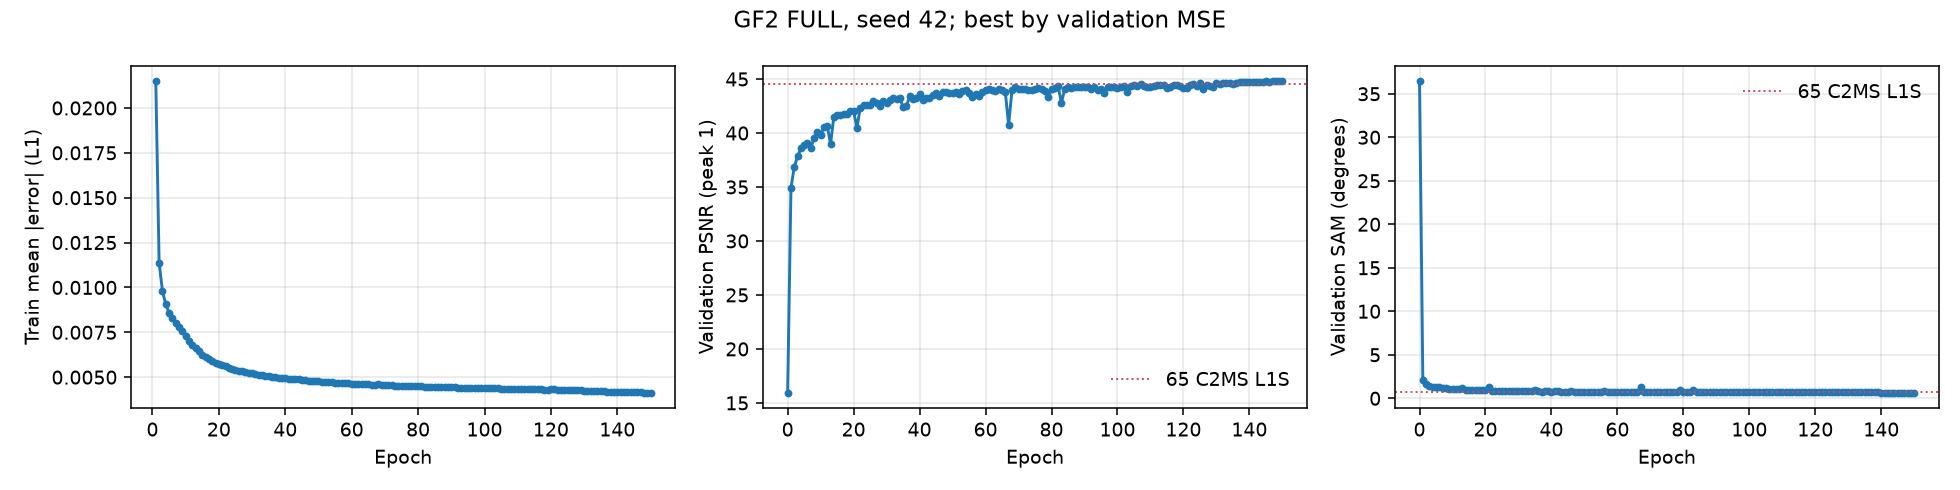 GF2 FULL, seed 42; best by validation MSE
Train mean |error| (L1)
0.0200
0.0175
0.0150
0.0125
0.0100
0.0075
0.0050
0 20 40 60 80 100 120 140
Epoch
Validation PSNR (peak 1)
45
40
35
30
25
20
15
65 C2MS L1S
0 20 40 60 80 100 120 140
Epoch
Validation SAM (degrees)
35
30
25
20
15
10
5
0
65 C2MS L1S
0 20 40 60 80 100 120 140
Epoch